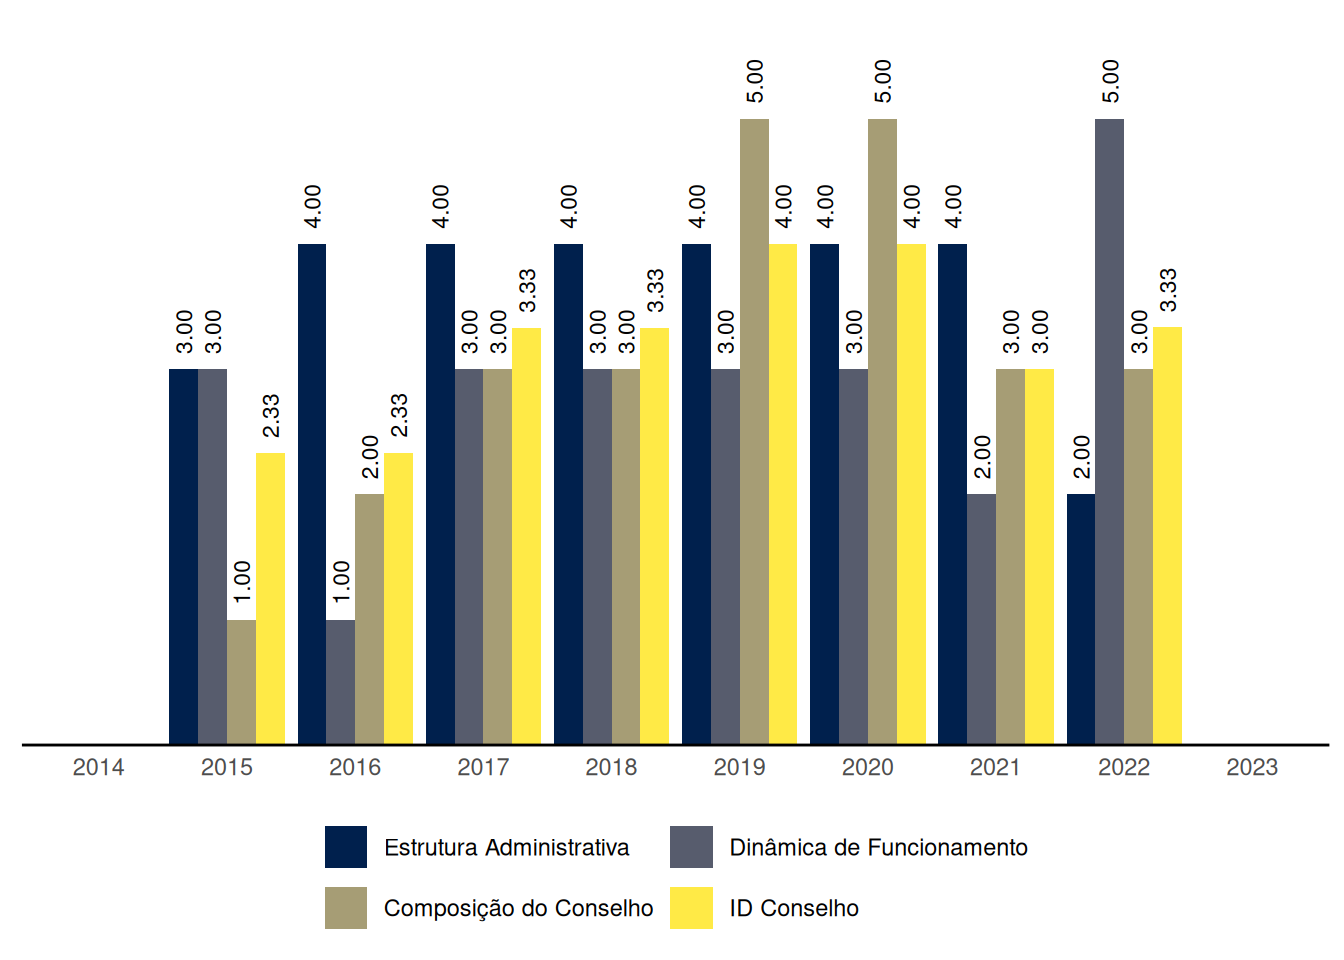 5.00 5.00 5.00
4.00 4.00 4.00 4.00 4.00 4.00 4.00 4.00
3.33 3.33 3.33
3.00 3.00 3.00 3.00 3.00 3.00 3.00 3.00 3.00 3.00 3.00
2.33 2.33
2.00 2.00 2.00
1.00 1.00
2014 2015 2016 2017 2018 2019 2020 2021 2022 2023
Estrutura Administrativa Dinâmica de Funcionamento
Composição do Conselho ID Conselho